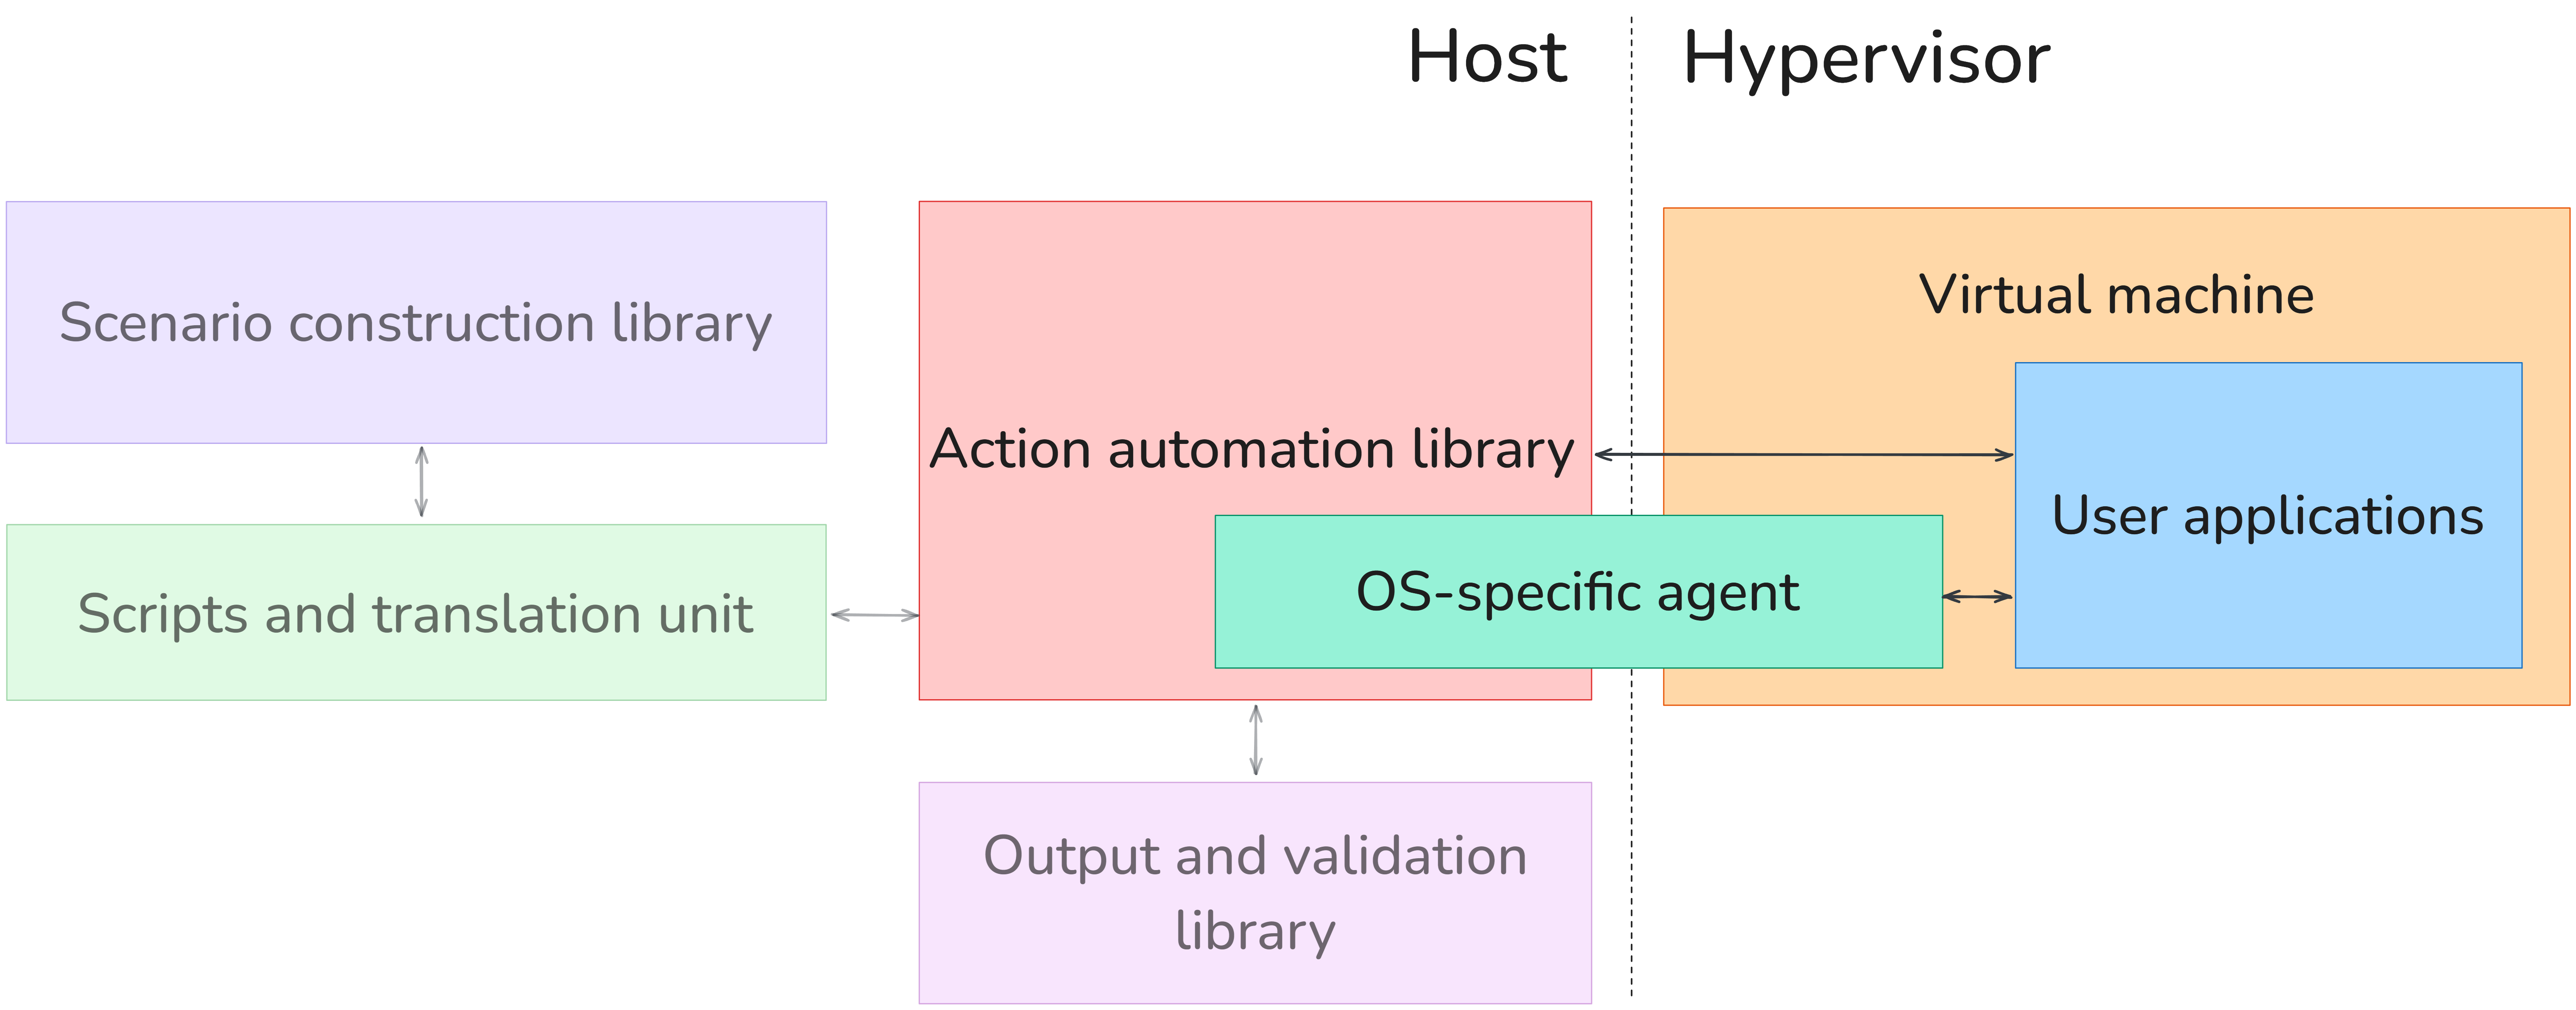 Host
Hypervisor
Scenario construction library
Scripts and translation unit
Action automation library
OS-specific agent
Virtual machine
User applications
Output and validation
library